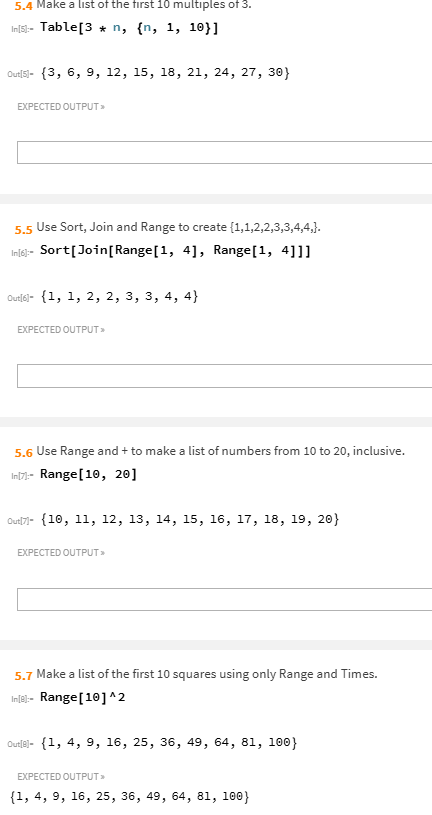 5.4 Make a list of the first 10 multiples of 3.
In[5]:= Table[3 * n, {n, 1, 10}]
Out[5]= {3, 6, 9, 12, 15, 18, 21, 24, 27, 30}
EXPECTED OUTPUT »
5.5 Use Sort, Join and Range to create {1,1,2,2,3,3,4,4,}.
In[6]:= Sort[Join[Range[1, 4], Range[1, 4]]]
Out[6]= {1, 1, 2, 2, 3, 3, 4, 4}
EXPECTED OUTPUT »
5.6 Use Range and + to make a list of numbers from 10 to 20, inclusive.
In[7]:= Range[10, 20]
Out[7]= {10, 11, 12, 13, 14, 15, 16, 17, 18, 19, 20}
EXPECTED OUTPUT »
5.7 Make a list of the first 10 squares using only Range and Times.
In[8]:= Range[10]^2
Out[8]= {1, 4, 9, 16, 25, 36, 49, 64, 81, 100}
EXPECTED OUTPUT »
{1, 4, 9, 16, 25, 36, 49, 64, 81, 100}